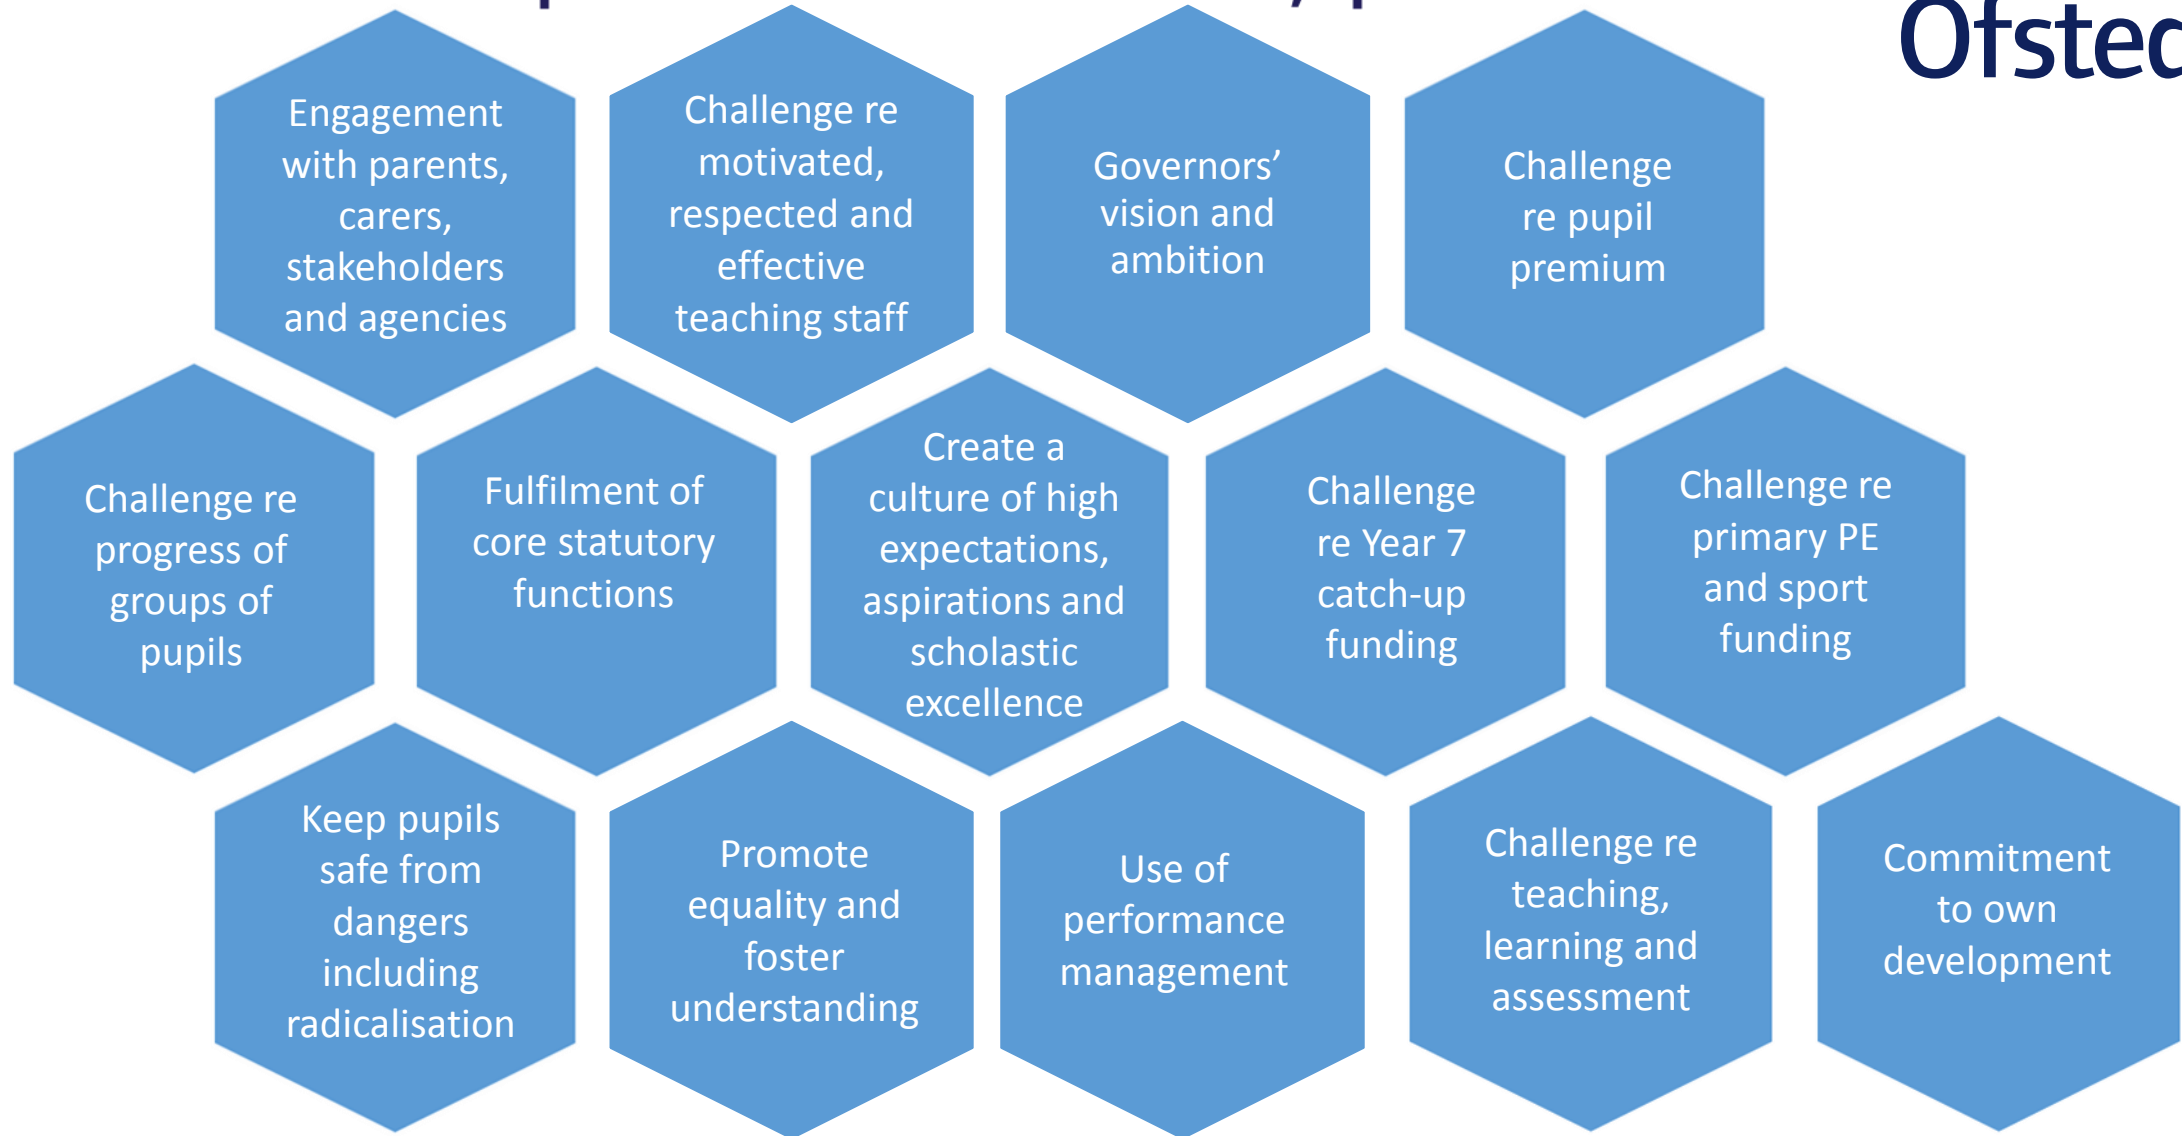 Ofsted
Engagement
with parents,
carers,
stakeholders
and agencies
Challenge re
motivated,
respected and
effective
teaching staff
Governors’
vision and
ambition
Challenge
re pupil
premium
Challenge re
progress of
groups of
pupils
Fulfilment of
core statutory
functions
Create a
culture of high
expectations,
aspirations and
scholastic
excellence
Challenge
re Year 7
catch-up
funding
Challenge re
primary PE
and sport
funding
Keep pupils
safe from
dangers
including
radicalisation
Promote
equality and
foster
understanding
Use of
performance
management
Challenge re
teaching,
learning and
assessment
Commitment
to own
development